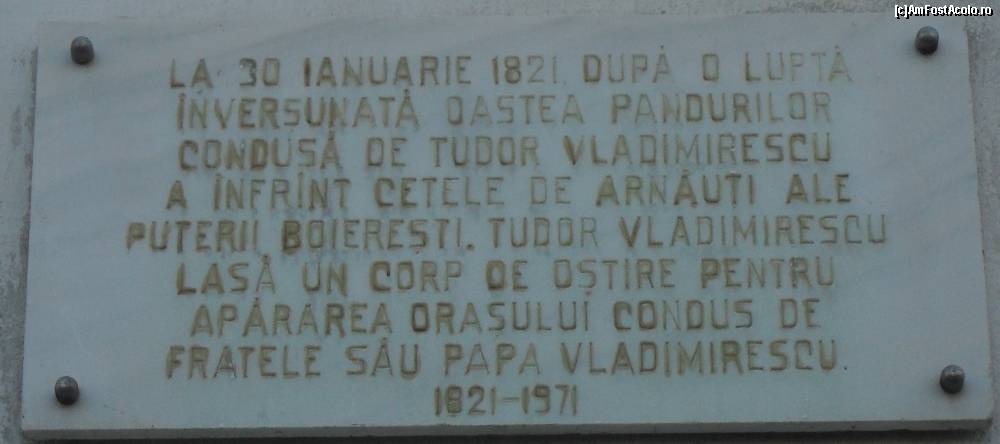 [c]AmFostAcolo.ro
LA 30 IANUARIE 1821. DUPĂ O LUPTĂ
ÎNVERSUNATĂ OASTEA PANDURILOR
CONDUSĂ DE TUDOR VLADIMIRESCU
A ÎNFRÎNT CETELE DE ARNĂUȚI ALE
PUTERII BOIEREȘTI. TUDOR VLADIMIRESCU
LASĂ UN CORP DE OȘTIRE PENTRU
APĂRAREA ORAȘULUI CONDUS DE
FRATELE SĂU PAPA VLADIMIRESCU.
1821-1971